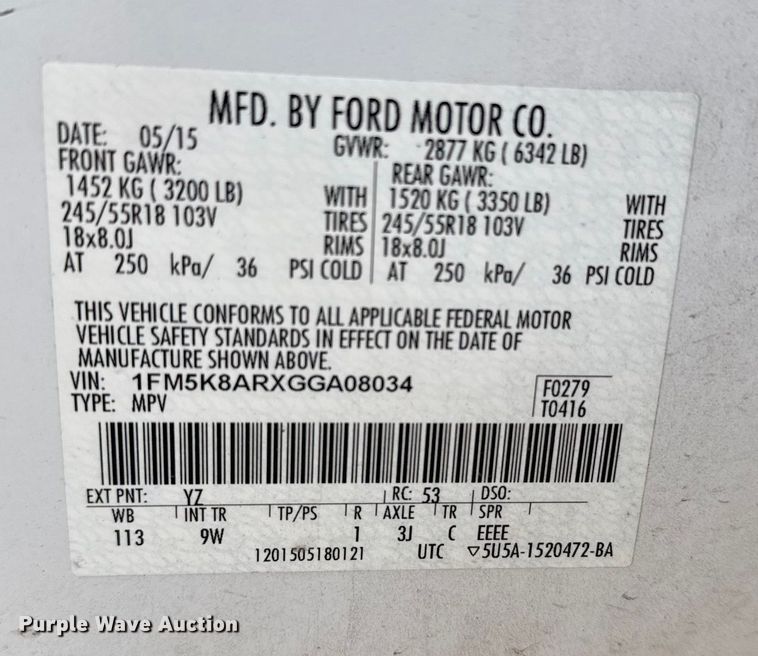 MFD. BY FORD MOTOR CO.
DATE: 05/15 GVWR: 2877 KG ( 6342 LB)
FRONT GAWR: REAR GAWR:
1452 KG ( 3200 LB) WITH 1520 KG ( 3350 LB) WITH
245/55R18 103V TIRES 245/55R18 103V TIRES
18x8.0J RIMS 18x8.0J RIMS
AT 250 kPa/ 36 PSI COLD AT 250 kPa/ 36 PSI COLD
THIS VEHICLE CONFORMS TO ALL APPLICABLE FEDERAL MOTOR
VEHICLE SAFETY STANDARDS IN EFFECT ON THE DATE OF
MANUFACTURE SHOWN ABOVE.
VIN: 1FM5K8ARXGGA08034 F0279
TYPE: MPV T0416
EXT PNT: YZ RC: 53 DSO:
WB INT TR TP/PS R AXLE TR SPR
113 9W 1 3J C EEEE
1201505180121 UTC ▽5U5A-1520472-BA
Purple Wave Auction